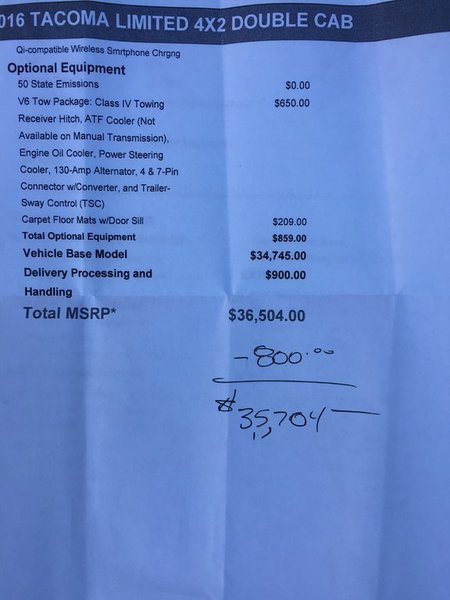 016 TACOMA LIMITED 4X2 DOUBLE CAB
Qi-compatible Wireless Smrtphone Chrgng
Optional Equipment
50 State Emissions $0.00
V6 Tow Package: Class IV Towing $650.00
Receiver Hitch, ATF Cooler (Not
Available on Manual Transmission),
Engine Oil Cooler, Power Steering
Cooler, 130-Amp Alternator, 4 & 7-Pin
Connector w/Converter, and Trailer-
Sway Control (TSC)
Carpet Floor Mats w/Door Sill $209.00
Total Optional Equipment $859.00
Vehicle Base Model $34,745.00
Delivery Processing and $900.00
Handling
Total MSRP* $36,504.00
-800.00
$35,704